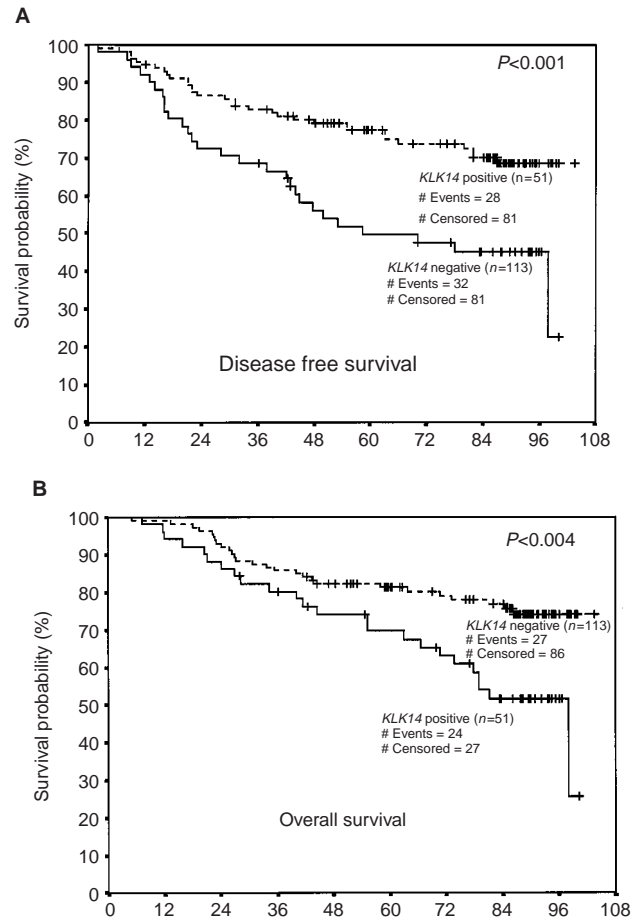 A
100
90
80
70
60
50
40
30
20
10
0
Survival probability (%)
P<0.001
KLK14 positive (n=51)
# Events = 28
# Censored = 81
KLK14 negative (n=113)
# Events = 32
# Censored = 81
Disease free survival
0 12 24 36 48 60 72 84 96 108
B
100
90
80
70
60
50
40
30
20
10
0
Survival probability (%)
P<0.004
KLK14 negative (n=113)
# Events = 27
# Censored = 86
KLK14 positive (n=51)
# Events = 24
# Censored = 27
Overall survival
0 12 24 36 48 60 72 84 96 108